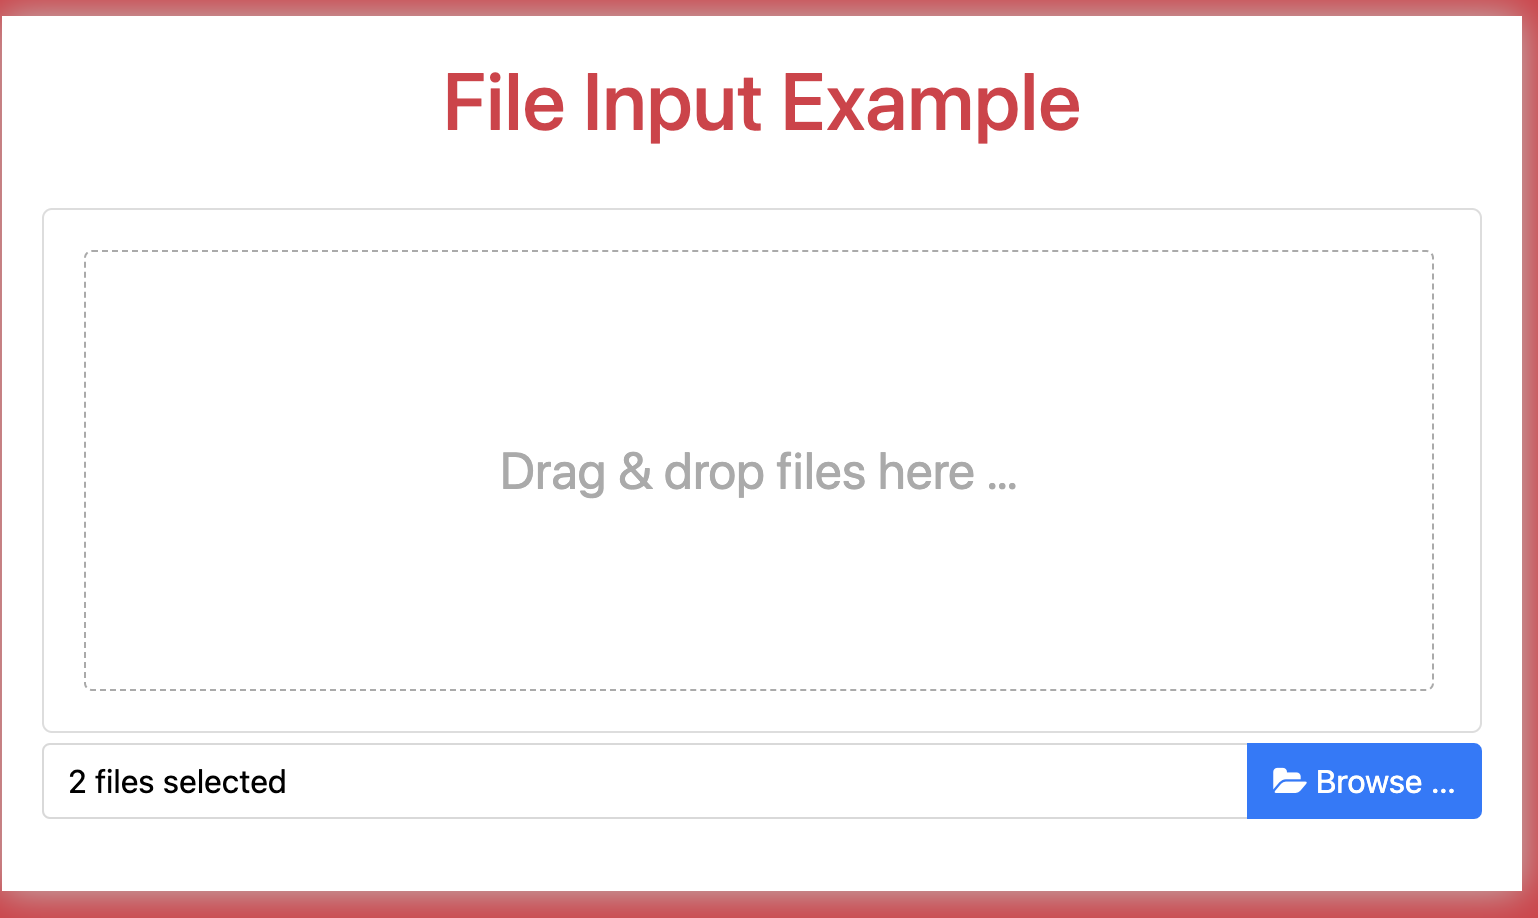 File Input Example
Drag & drop files here ...
2 files selected
Browse ...